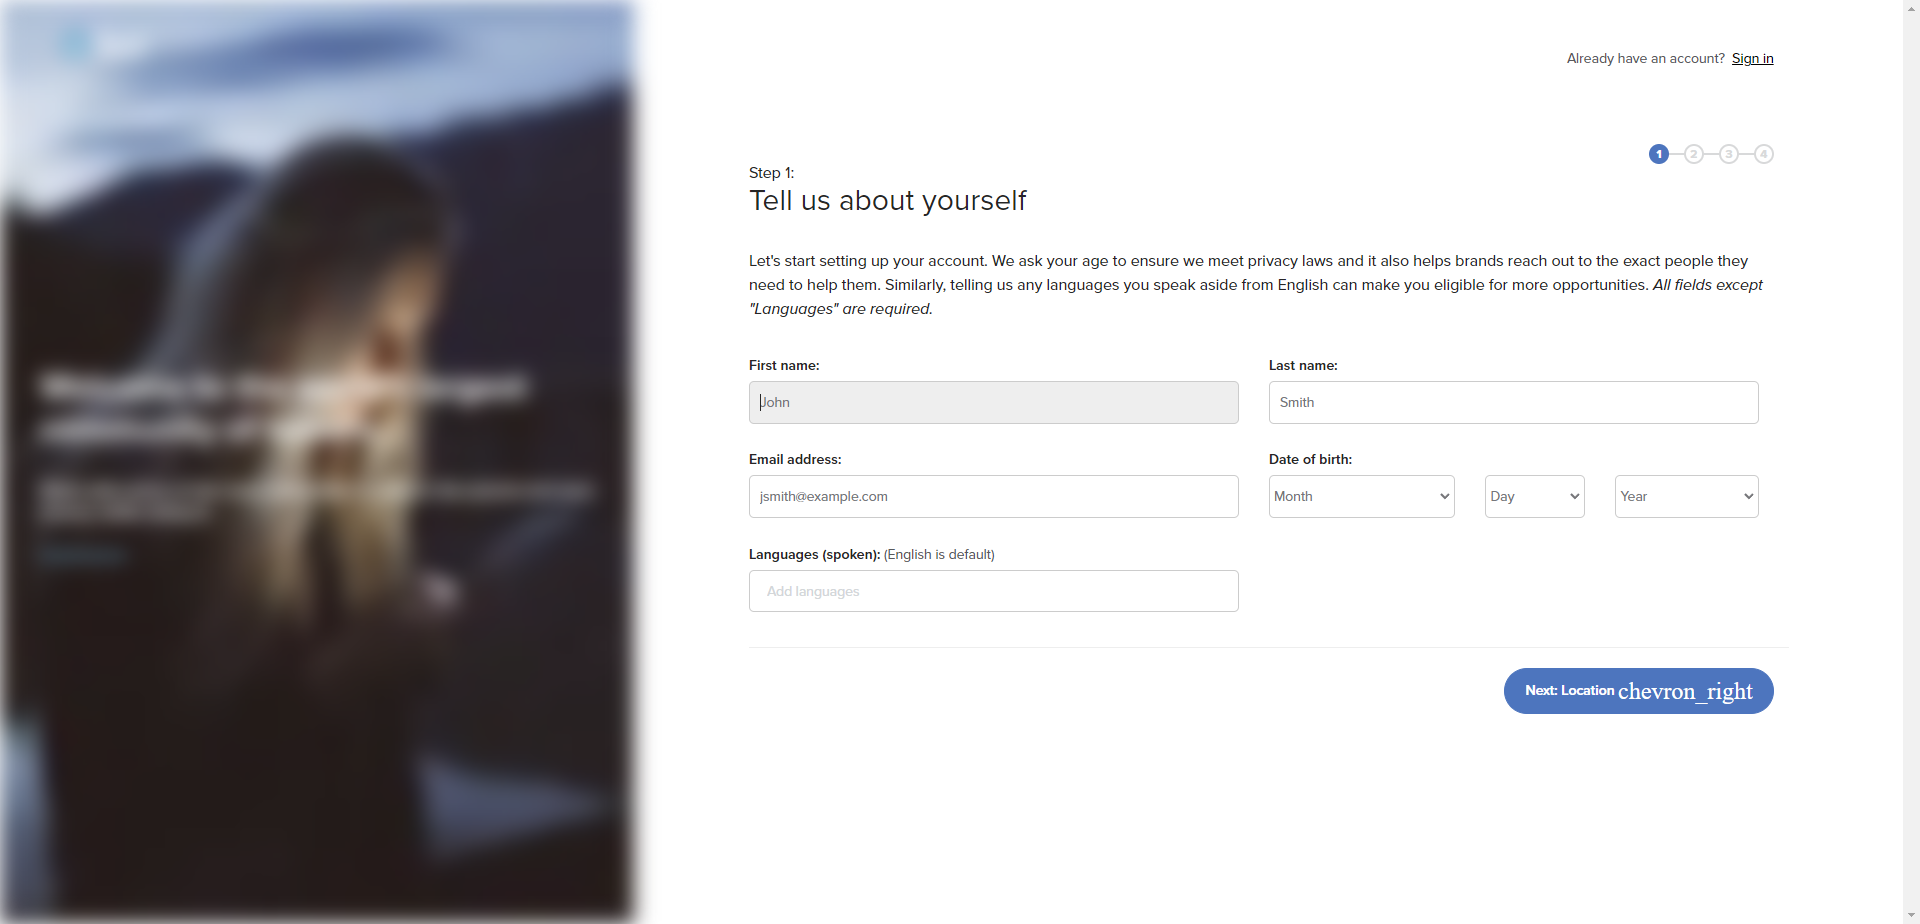 Already have an account? Sign in
1 2 3 4
Step 1:
Tell us about yourself
Let's start setting up your account. We ask your age to ensure we meet privacy laws and it also helps brands reach out to the exact people they
need to help them. Similarly, telling us any languages you speak aside from English can make you eligible for more opportunities. All fields except
"Languages" are required.
First name: Last name:
John Smith
Email address: Date of birth:
jsmith@example.com Month Day Year
Languages (spoken): (English is default)
Add languages
Next: Location chevron_right